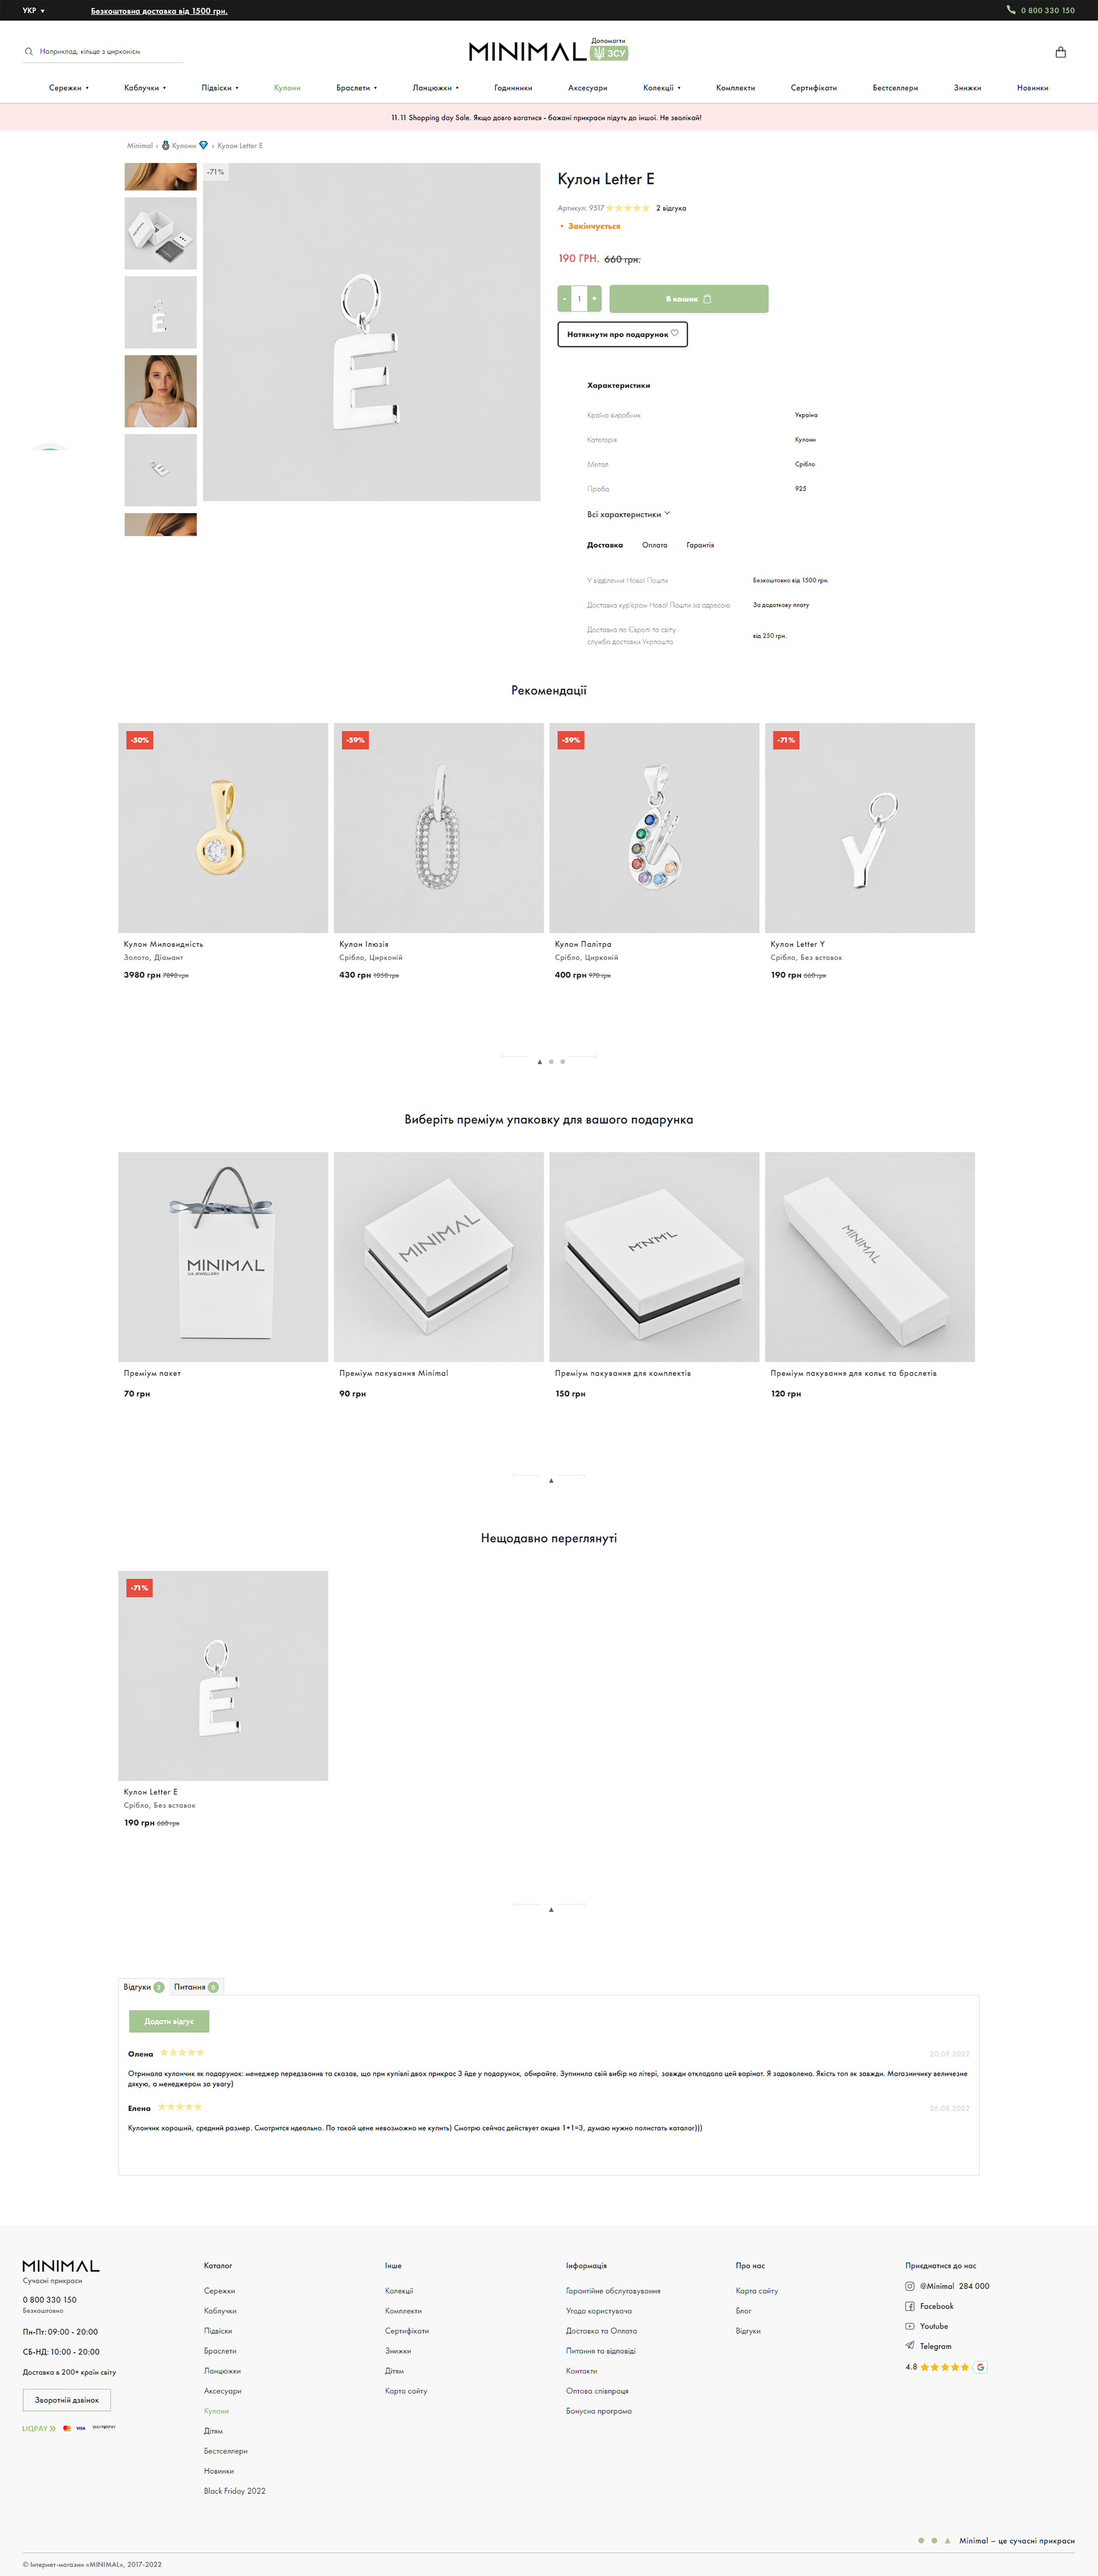 УКР ▼
Безкоштовна доставка від 1500 грн.
0 800 330 150
Наприклад, кільце з цирконієм
MINIMAL
Допомогти
ЗСУ
Сережки ▾ Каблучки ▾ Підвіски ▾ Кулони Браслети ▾ Ланцюжки ▾ Годинники Аксесуари Колекції ▾ Комплекти Сертифікати Бестселлери Знижки Новинки
11.11 Shopping day Sale. Якщо довго вагатися - бажані прикраси підуть до іншої. Не зволікай!
Minimal › Кулони › Кулон Letter E
-71%
Кулон Letter E
Артикул: 9517 2 відгука
• Закінчується
190 ГРН. 660 грн.
- 1 + В кошик
Натякнути про подарунок
Характеристики
Країна виробник Україна
Категорія Кулони
Метал Срібло
Проба 925
Всі характеристики
Доставка Оплата Гарантія
У відділення Нової Пошти Безкоштовно від 1500 грн.
Доставка кур'єром Нової Пошти за адресою За додаткову плату
Доставка по Європі та світу -
служба доставки Укрпошта
від 250 грн.
Рекомендації
-50% -59% -59% -71%
Кулон Миловидність
Золото, Діамант
3980 грн 7890 грн
Кулон Ілюзія
Срібло, Цирконій
430 грн 1050 грн
Кулон Палітра
Срібло, Цирконій
400 грн 970 грн
Кулон Letter Y
Срібло, Без вставок
190 грн 660 грн
Виберіть преміум упаковку для вашого подарунка
MINIMAL
UA JEWELLERY
MINIMAL
MNML
MINIMAL
Преміум пакет
70 грн
Преміум пакування Minimal
90 грн
Преміум пакування для комплектів
150 грн
Преміум пакування для кольє та браслетів
120 грн
Нещодавно переглянуті
-71%
Кулон Letter E
Срібло, Без вставок
190 грн 660 грн
Відгуки 2 Питання 0
Додати відгук
Олена 20.09.2022
Отримала кулончик як подарунок: менеджер передзвонив та сказав, що при купівлі двох прикрас 3 йде у подарунок, обирайте. Зупинила свій вибір на літері, завжди откладала цей варінат. Я задоволена. Якість топ як завжди. Магазинчику величезне
дякую, а менеджерам за увагу)
Елена 26.08.2022
Кулончик хороший, средний размер. Смотрится идеально. По такой цене невозможно не купить) Смотрю сейчас действует акция 1+1=3, думаю нужно полистать каталог)))
MINIMAL
Сучасні прикраси
0 800 330 150
Безкоштовно
Пн-Пт: 09:00 - 20:00
СБ-НД: 10:00 - 20:00
Доставка в 200+ країн світу
Зворотній дзвінок
LIQPAY VISA WAYFORPAY
Каталог
Сережки
Каблучки
Підвіски
Браслети
Ланцюжки
Аксесуари
Кулони
Дітям
Бестселлери
Новинки
Black Friday 2022
Інше
Колекції
Комплекти
Сертифікати
Знижки
Дітям
Карта сайту
Інформація
Гарантійне обслуговування
Угода користувача
Доставка та Оплата
Питання та відповіді
Контакти
Оптова співпраця
Бонусна програма
Про нас
Карта сайту
Блог
Відгуки
Приєднатися до нас
@Minimal 284 000
Facebook
Youtube
Telegram
4.8
Minimal – це сучасні прикраси
© Інтернет-магазин «MINIMAL», 2017-2022